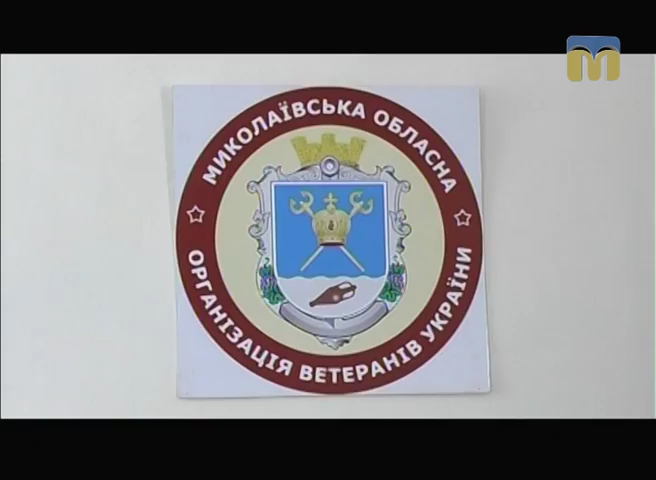 МИКОЛАЇВСЬКА ОБЛАСНА
ОРГАНІЗАЦІЯ ВЕТЕРАНІВ УКРАЇНИ
M